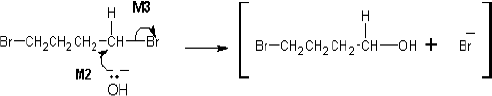 H M3 H
Br-CH₂CH₂CH₂-CH-Br Br-CH₂CH₂CH₂-CH-OH + Br⁻
M2
OH⁻